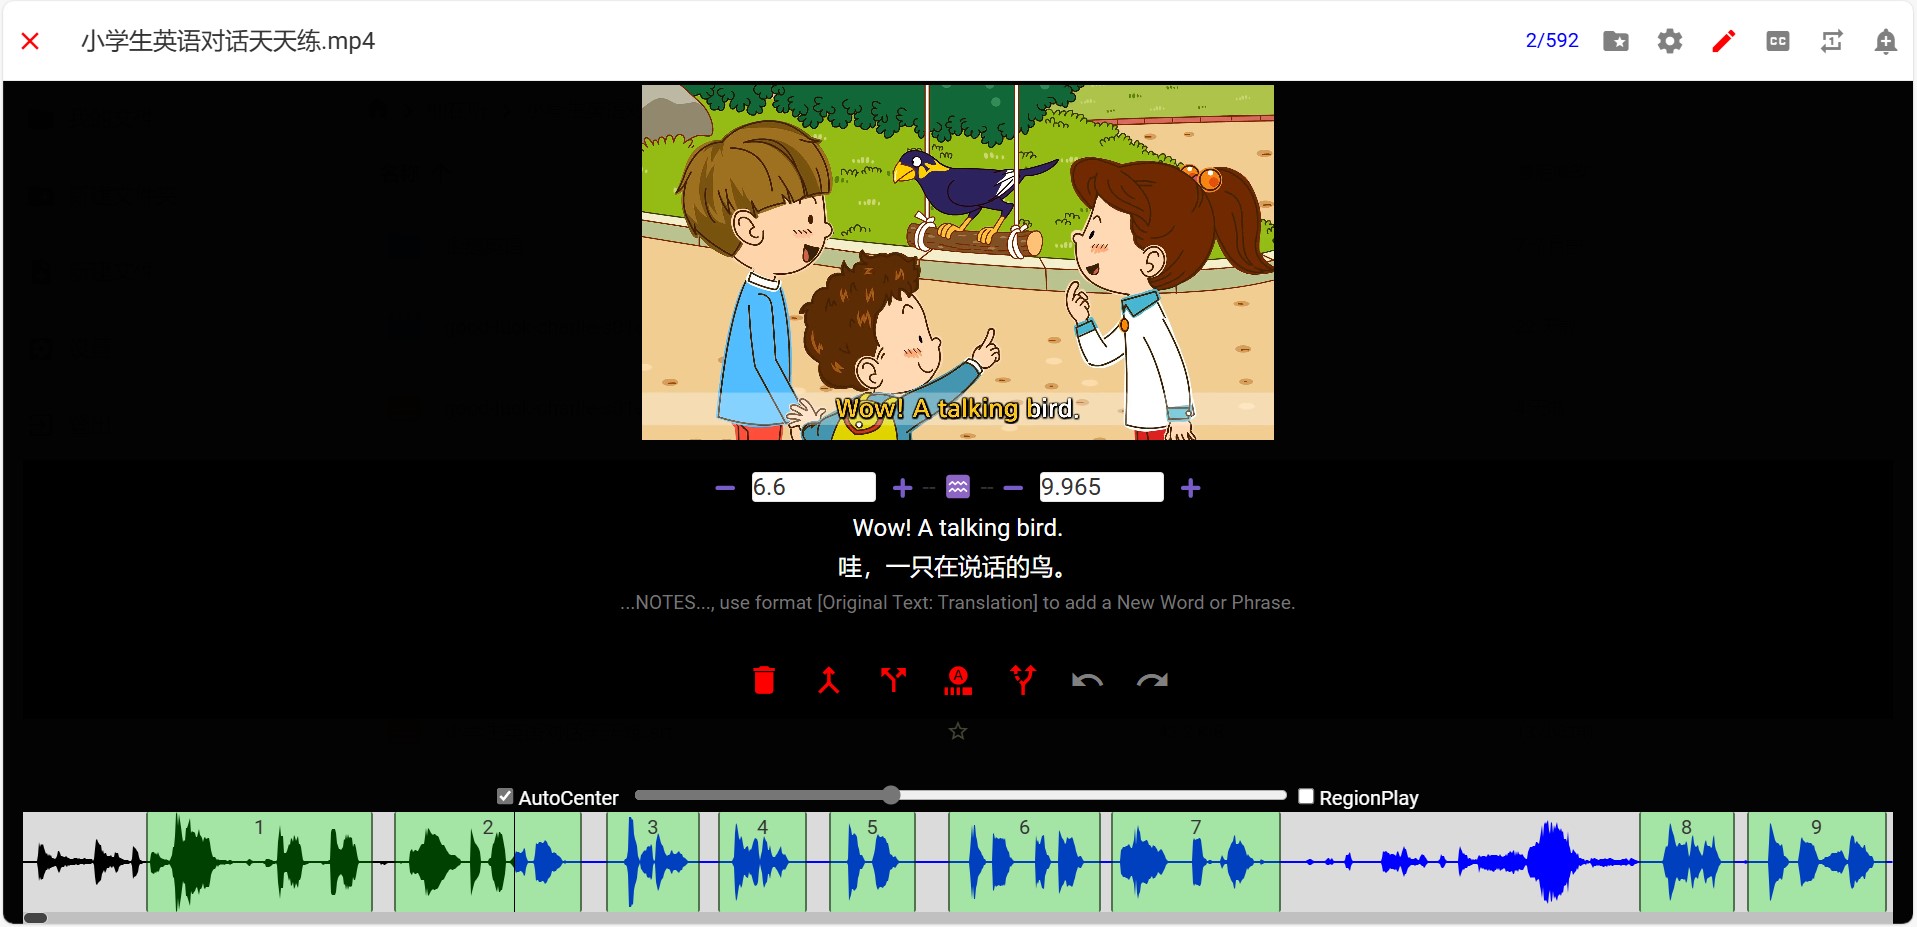 小学生英语对话天天练.mp4
2/592
CC
1
Wow! A talking bird.
6.6
9.965
Wow! A talking bird.
哇，一只在说话的鸟。
...NOTES..., use format [Original Text: Translation] to add a New Word or Phrase.
A
AutoCenter
RegionPlay
1 2 3 4 5 6 7 8 9